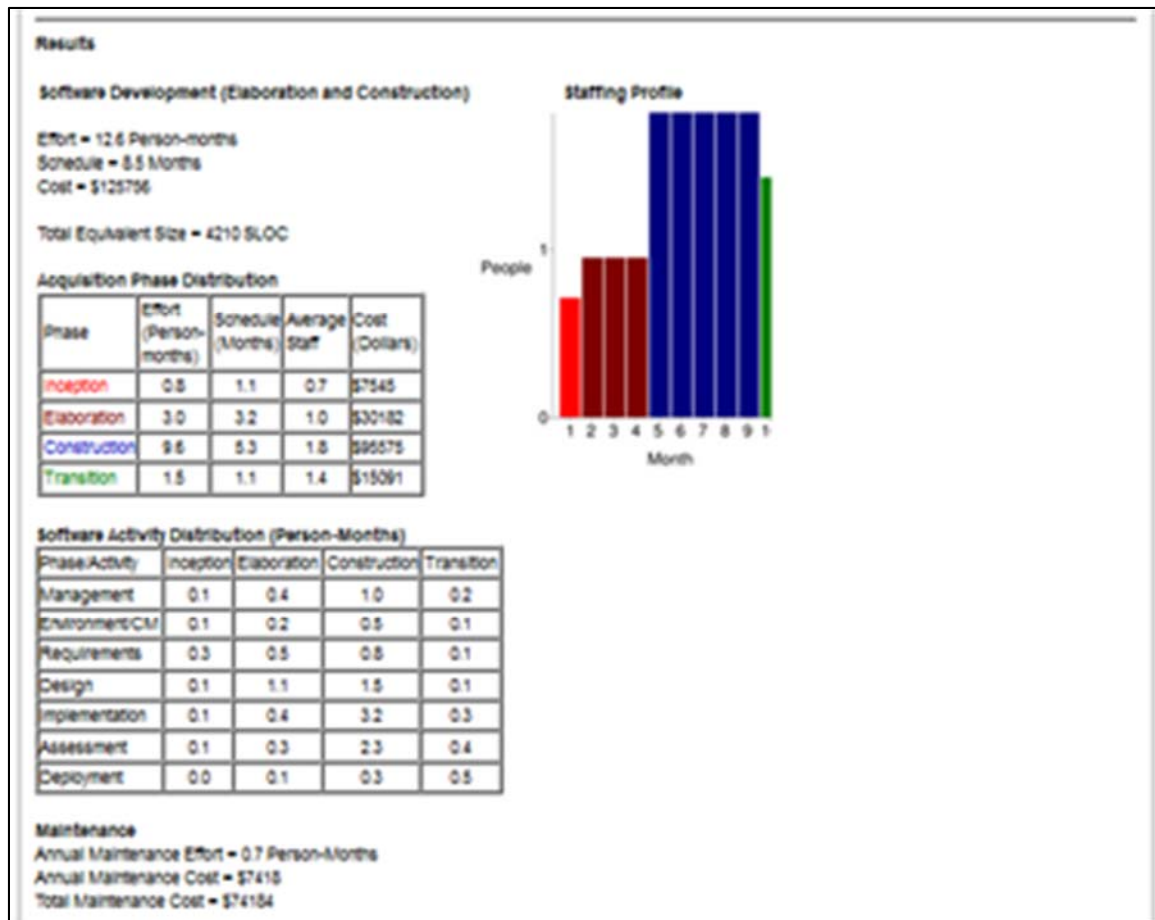 Results
Software Development (Elaboration and Construction)
Effort = 12.6 Person-months
Schedule = 8.5 Months
Cost = $125756
Total Equivalent Size = 4210 SLOC
Acquisition Phase Distribution
Phase Effort (Person-months) Schedule (Months) Average Staff Cost (Dollars)
Inception 0.8 1.1 0.7 $7545
Elaboration 3.0 3.2 1.0 $30182
Construction 9.6 5.3 1.8 $95575
Transition 1.5 1.1 1.4 $15091
Staffing Profile
1
People
0
1 2 3 4 5 6 7 8 9 1
Month
Software Activity Distribution (Person-Months)
Phase/Activity Inception Elaboration Construction Transition
Management 0.1 0.4 1.0 0.2
Environment/CM 0.1 0.2 0.5 0.1
Requirements 0.3 0.5 0.8 0.1
Design 0.1 1.1 1.5 0.1
Implementation 0.1 0.4 3.2 0.3
Assessment 0.1 0.3 2.3 0.4
Deployment 0.0 0.1 0.3 0.5
Maintenance
Annual Maintenance Effort = 0.7 Person-Months
Annual Maintenance Cost = $7418
Total Maintenance Cost = $74184